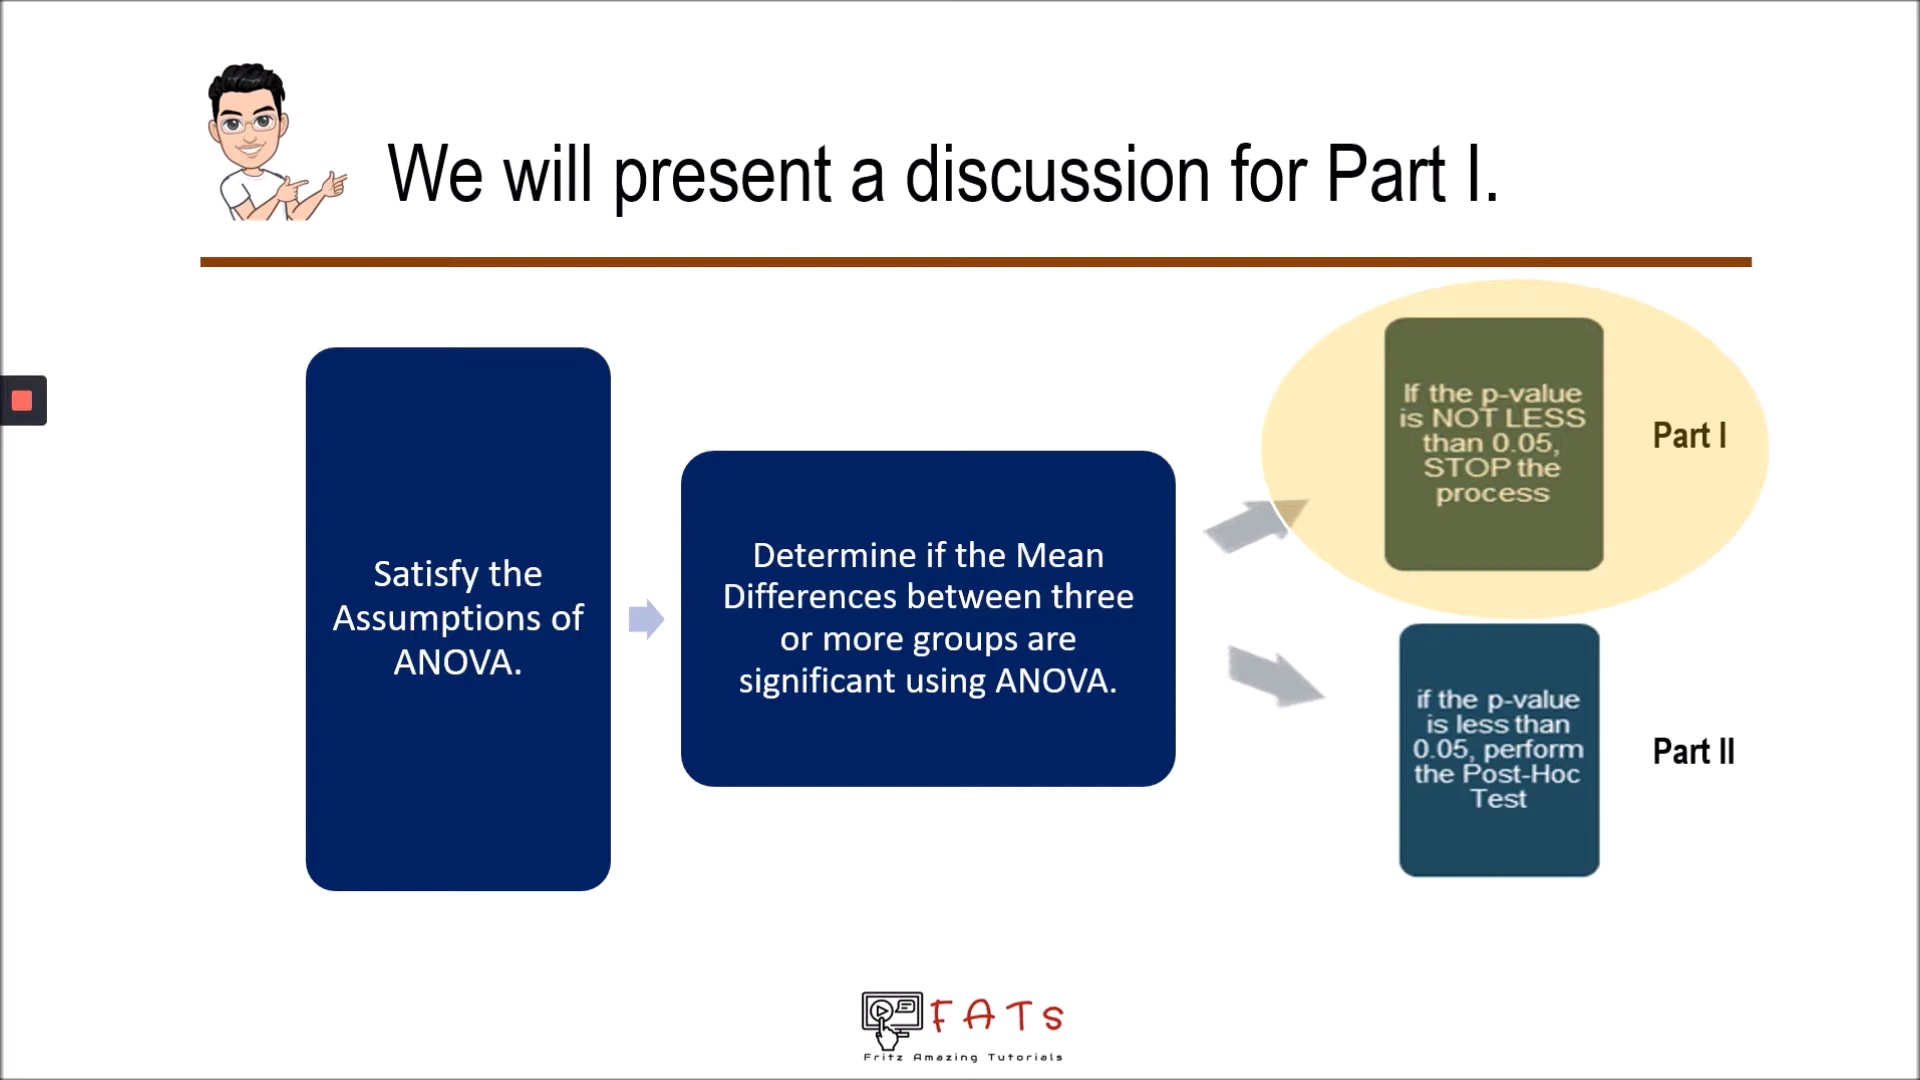 We will present a discussion for Part I.
Satisfy the
Assumptions of
ANOVA.
Determine if the Mean
Differences between three
or more groups are
significant using ANOVA.
If the p-value
is NOT LESS
than 0.05,
STOP the
process
Part I
if the p-value
is less than
0.05, perform
the Post-Hoc
Test
Part II
FATs
Fritz Amazing Tutorials